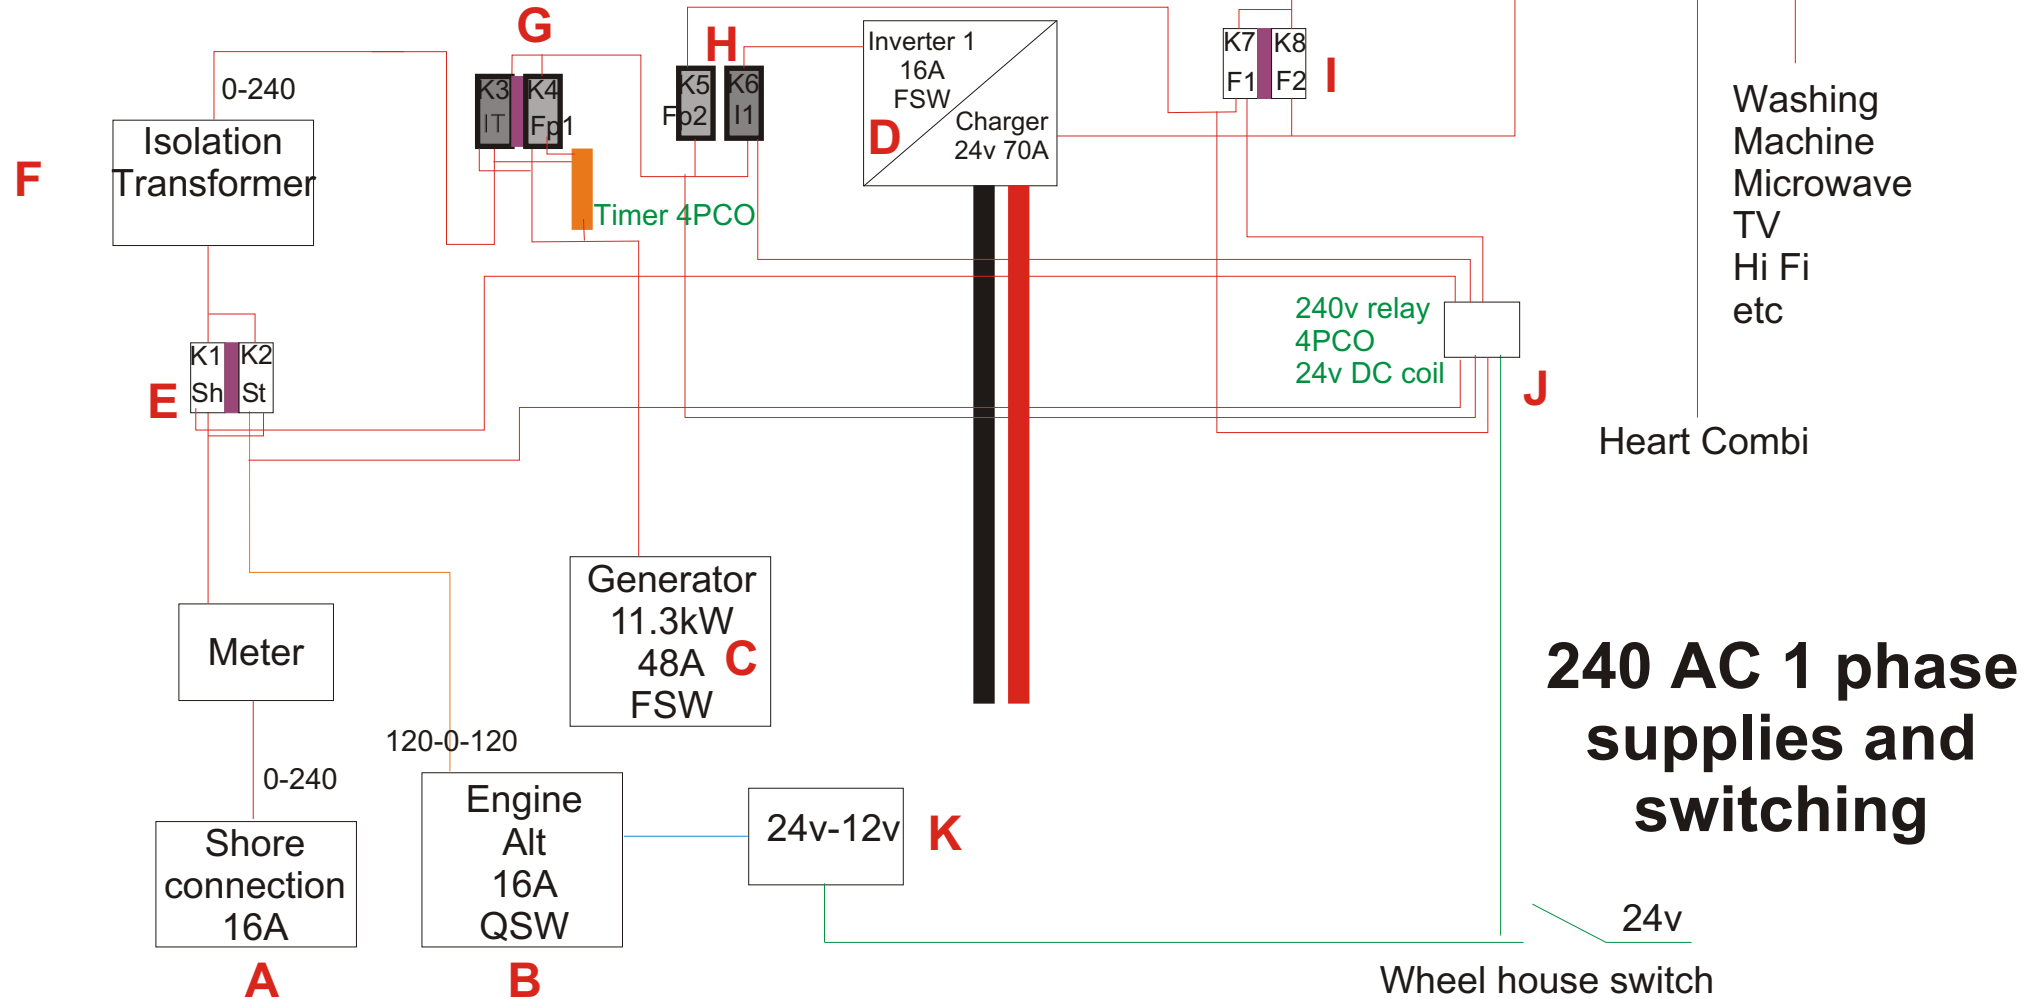 G
H
I
F
0-240
Isolation
Transformer
K3
IT
K4
Fp1
Timer 4PCO
K5
Fp2
K6
I1
Inverter 1
16A
FSW
D
Charger
24v 70A
K7
F1
K8
F2
Washing
Machine
Microwave
TV
Hi Fi
etc
E
K1
Sh
K2
St
240v relay
4PCO
24v DC coil
J
Heart Combi
Meter
0-240
Shore
connection
16A
A
120-0-120
Engine
Alt
16A
QSW
B
Generator
11.3kW
48A
FSW
C
24v-12v
K
240 AC 1 phase
supplies and
switching
24v
Wheel house switch